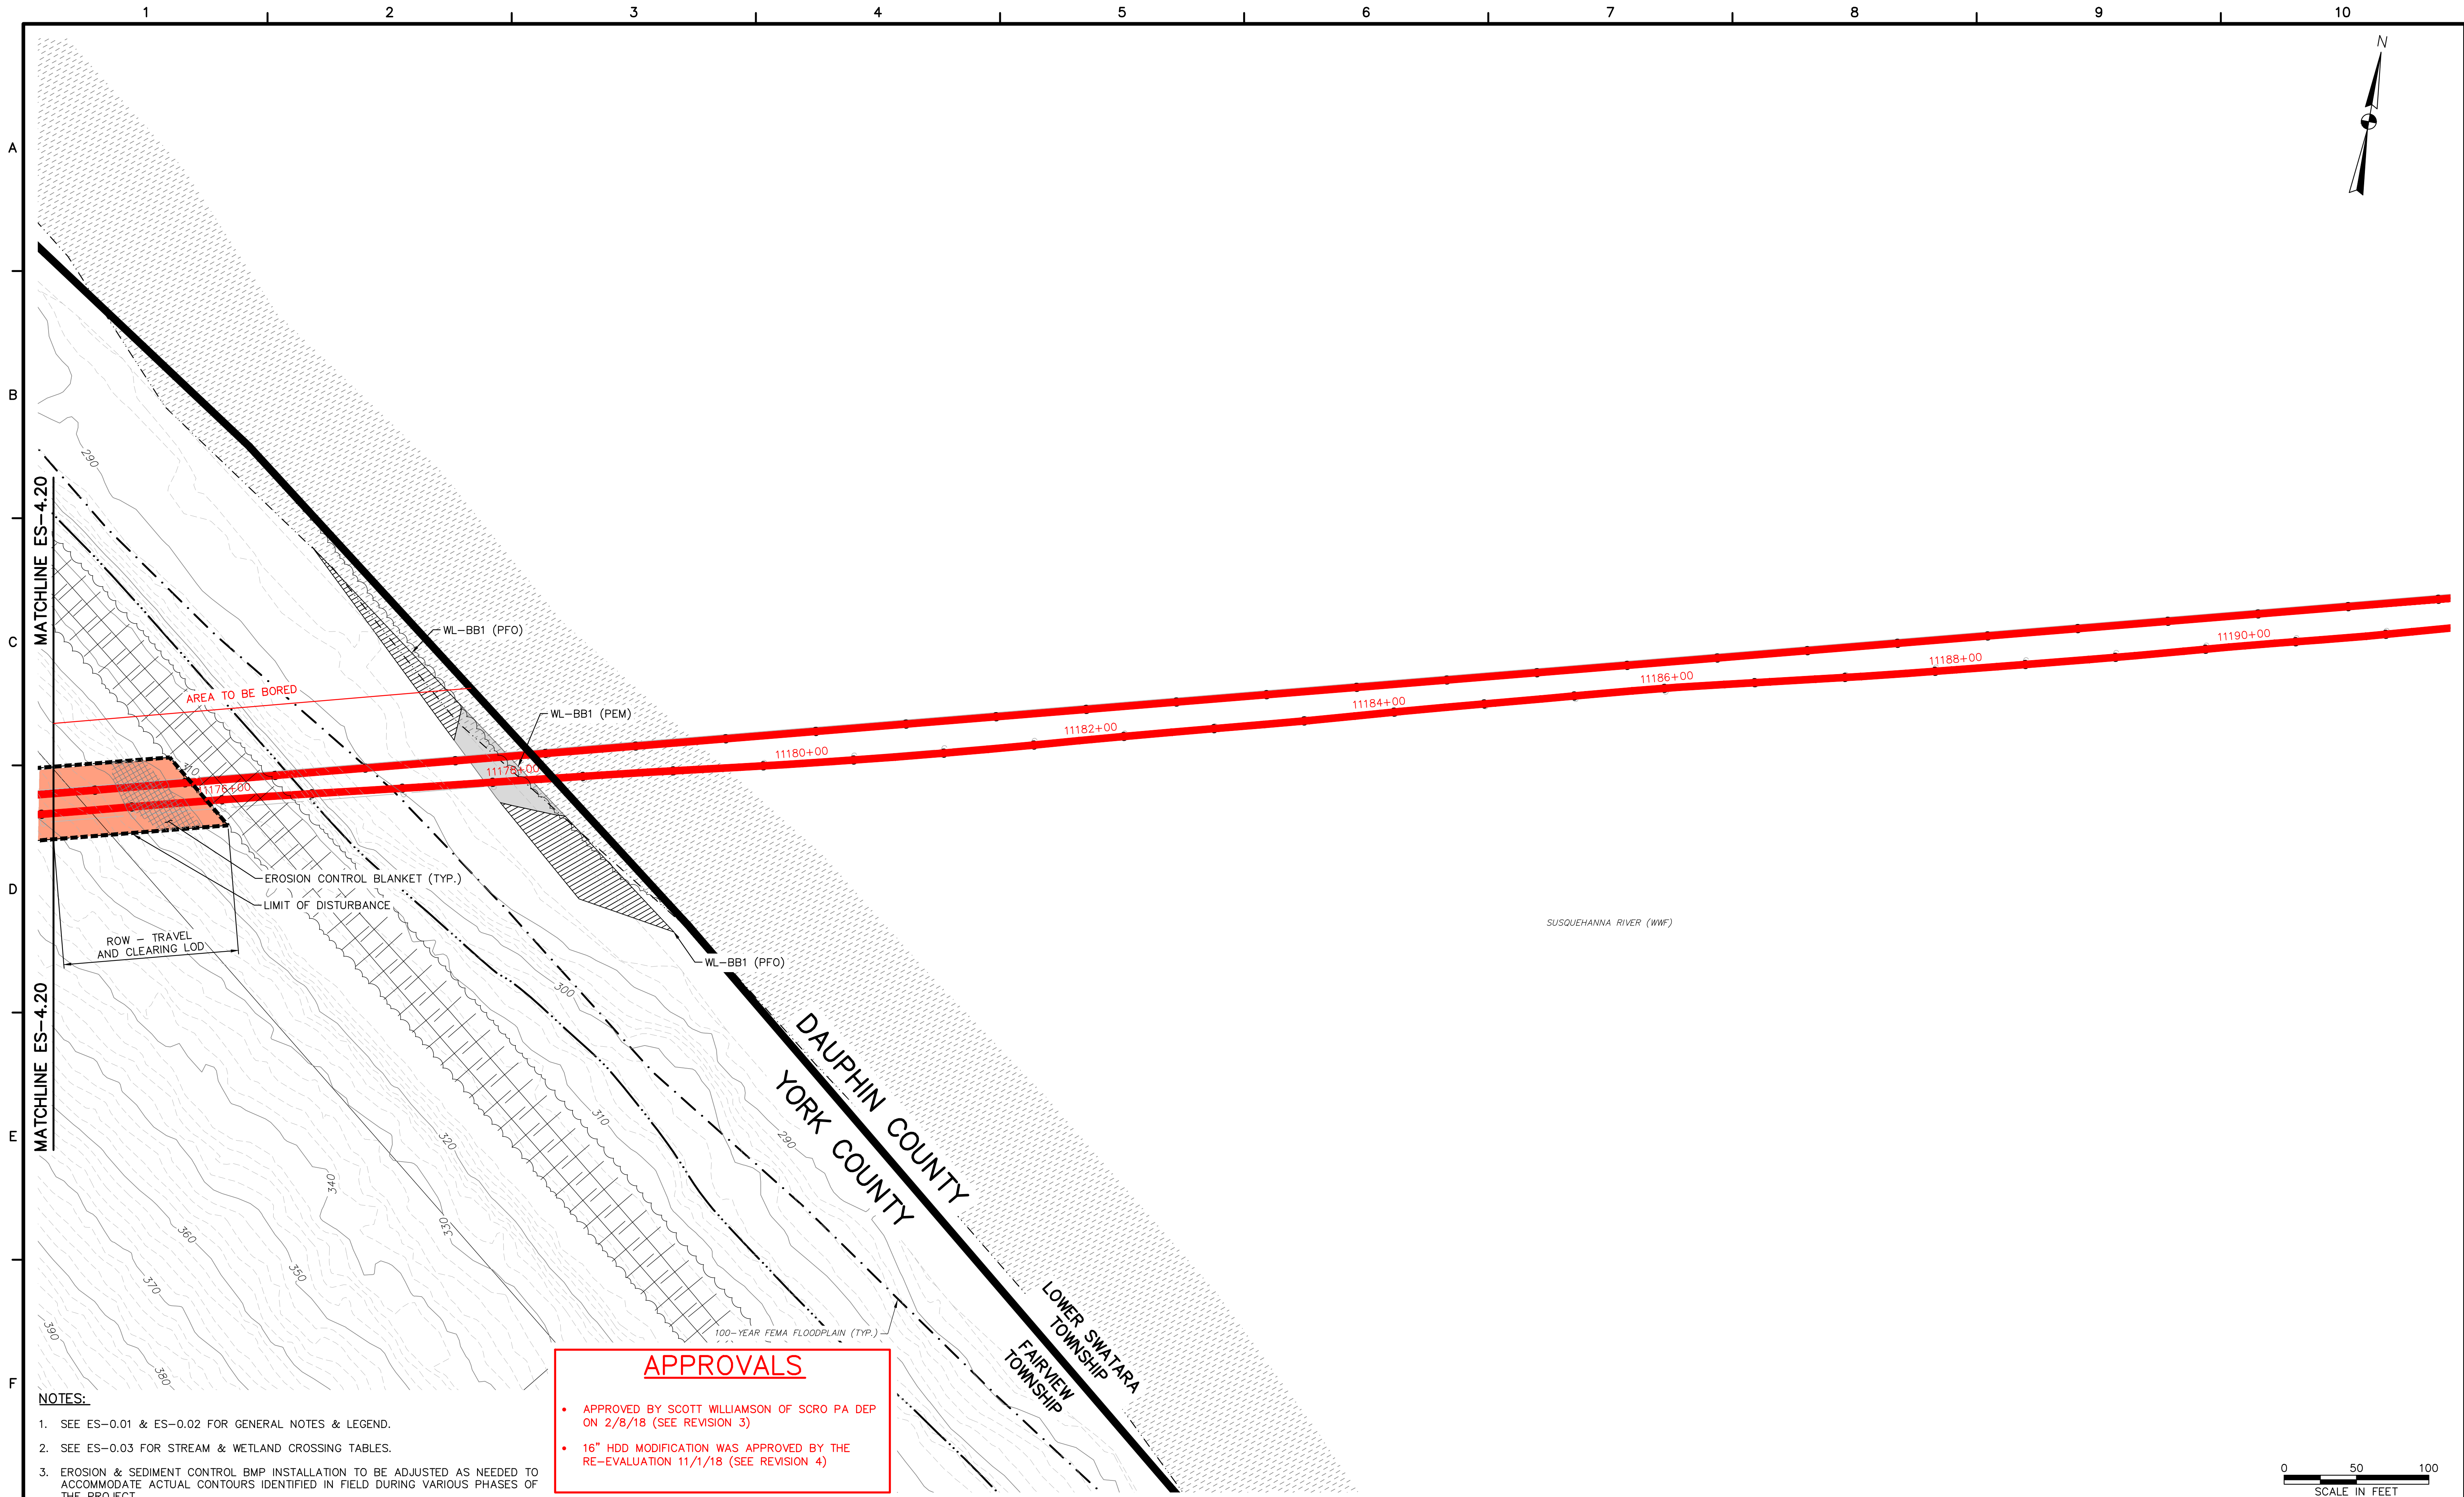 1 2 3 4 5 6 7 8 9 10
A
B
C
D
E
F
N
MATCHLINE ES-4.20
MATCHLINE ES-4.20
290
WL-BB1 (PFO)
AREA TO BE BORED
WL-BB1 (PEM)
310
11176+00
11178+00
11180+00
11182+00
11184+00
11186+00
11188+00
11190+00
EROSION CONTROL BLANKET (TYP.)
LIMIT OF DISTURBANCE
ROW – TRAVEL
AND CLEARING LOD
WL-BB1 (PFO)
SUSQUEHANNA RIVER (WWF)
300
310
290
320
340
330
360
350
370
390
380
DAUPHIN COUNTY
YORK COUNTY
LOWER SWATARA
TOWNSHIP
FAIRVIEW
TOWNSHIP
100-YEAR FEMA FLOODPLAIN (TYP.)
NOTES:
1. SEE ES-0.01 & ES-0.02 FOR GENERAL NOTES & LEGEND.
2. SEE ES-0.03 FOR STREAM & WETLAND CROSSING TABLES.
3. EROSION & SEDIMENT CONTROL BMP INSTALLATION TO BE ADJUSTED AS NEEDED TO
ACCOMMODATE ACTUAL CONTOURS IDENTIFIED IN FIELD DURING VARIOUS PHASES OF
THE PROJECT
APPROVALS
• APPROVED BY SCOTT WILLIAMSON OF SCRO PA DEP
ON 2/8/18 (SEE REVISION 3)
• 16" HDD MODIFICATION WAS APPROVED BY THE
RE-EVALUATION 11/1/18 (SEE REVISION 4)
0 50 100
SCALE IN FEET